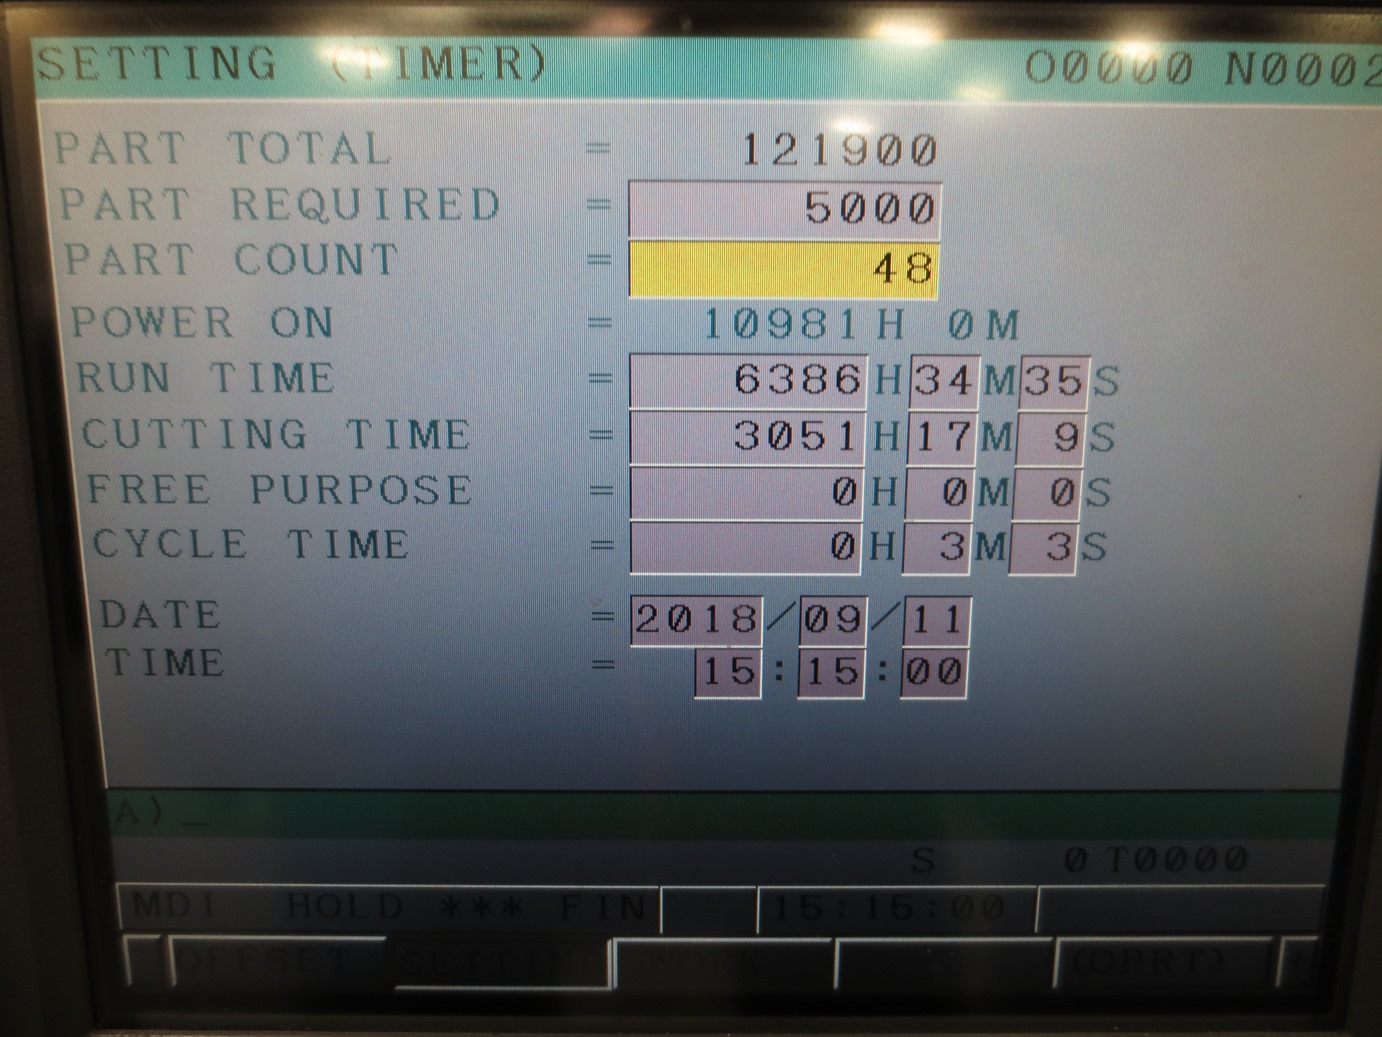 SETTING (TIMER) O0000 N0002
PART TOTAL = 121900
PART REQUIRED = 5000
PART COUNT = 48
POWER ON = 10981H 0M
RUN TIME = 6386H34M35S
CUTTING TIME = 3051H17M 9S
FREE PURPOSE = 0H 0M 0S
CYCLE TIME = 0H 3M 3S
DATE = 2018/09/11
TIME = 15:15:00
A)_
S 0 T0000
MDI HOLD *** FIN 15:15:00
OFFSET SETTING WORK (OPRT)